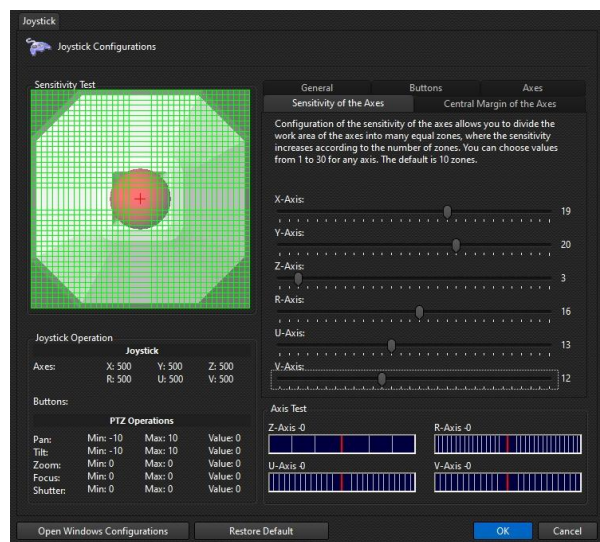 Joystick
Joystick Configurations
Sensitivity Test
General Buttons Axes
Sensitivity of the Axes Central Margin of the Axes
Configuration of the sensitivity of the axes allows you to divide the
work area of the axes into many equal zones, where the sensitivity
increases according to the number of zones. You can choose values
from 1 to 30 for any axis. The default is 10 zones.
X-Axis:
19
Y-Axis:
20
Z-Axis:
3
R-Axis:
16
U-Axis:
13
V-Axis:
12
Joystick Operation
Joystick
Axes: X: 500 Y: 500 Z: 500
R: 500 U: 500 V: 500
Buttons:
PTZ Operations
Pan: Min: -10 Max: 10 Value: 0
Tilt: Min: -10 Max: 10 Value: 0
Zoom: Min: 0 Max: 0 Value: 0
Focus: Min: 0 Max: 0 Value: 0
Shutter: Min: 0 Max: 0 Value: 0
Axis Test
Z-Axis -0 R-Axis -0
U-Axis -0 V-Axis -0
Open Windows Configurations Restore Default OK Cancel